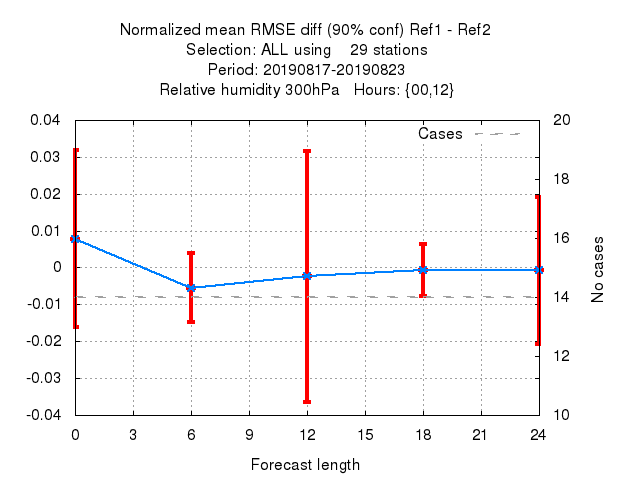 Normalized mean RMSE diff (90% conf) Ref1 - Ref2
Selection: ALL using    29 stations
Period: 20190817-20190823
Relative humidity 300hPa   Hours: {00,12}
Cases
0.04
0.03
0.02
0.01
0
-0.01
-0.02
-0.03
-0.04
20
18
16
14
12
10
No cases
0 3 6 9 12 15 18 21 24
Forecast length